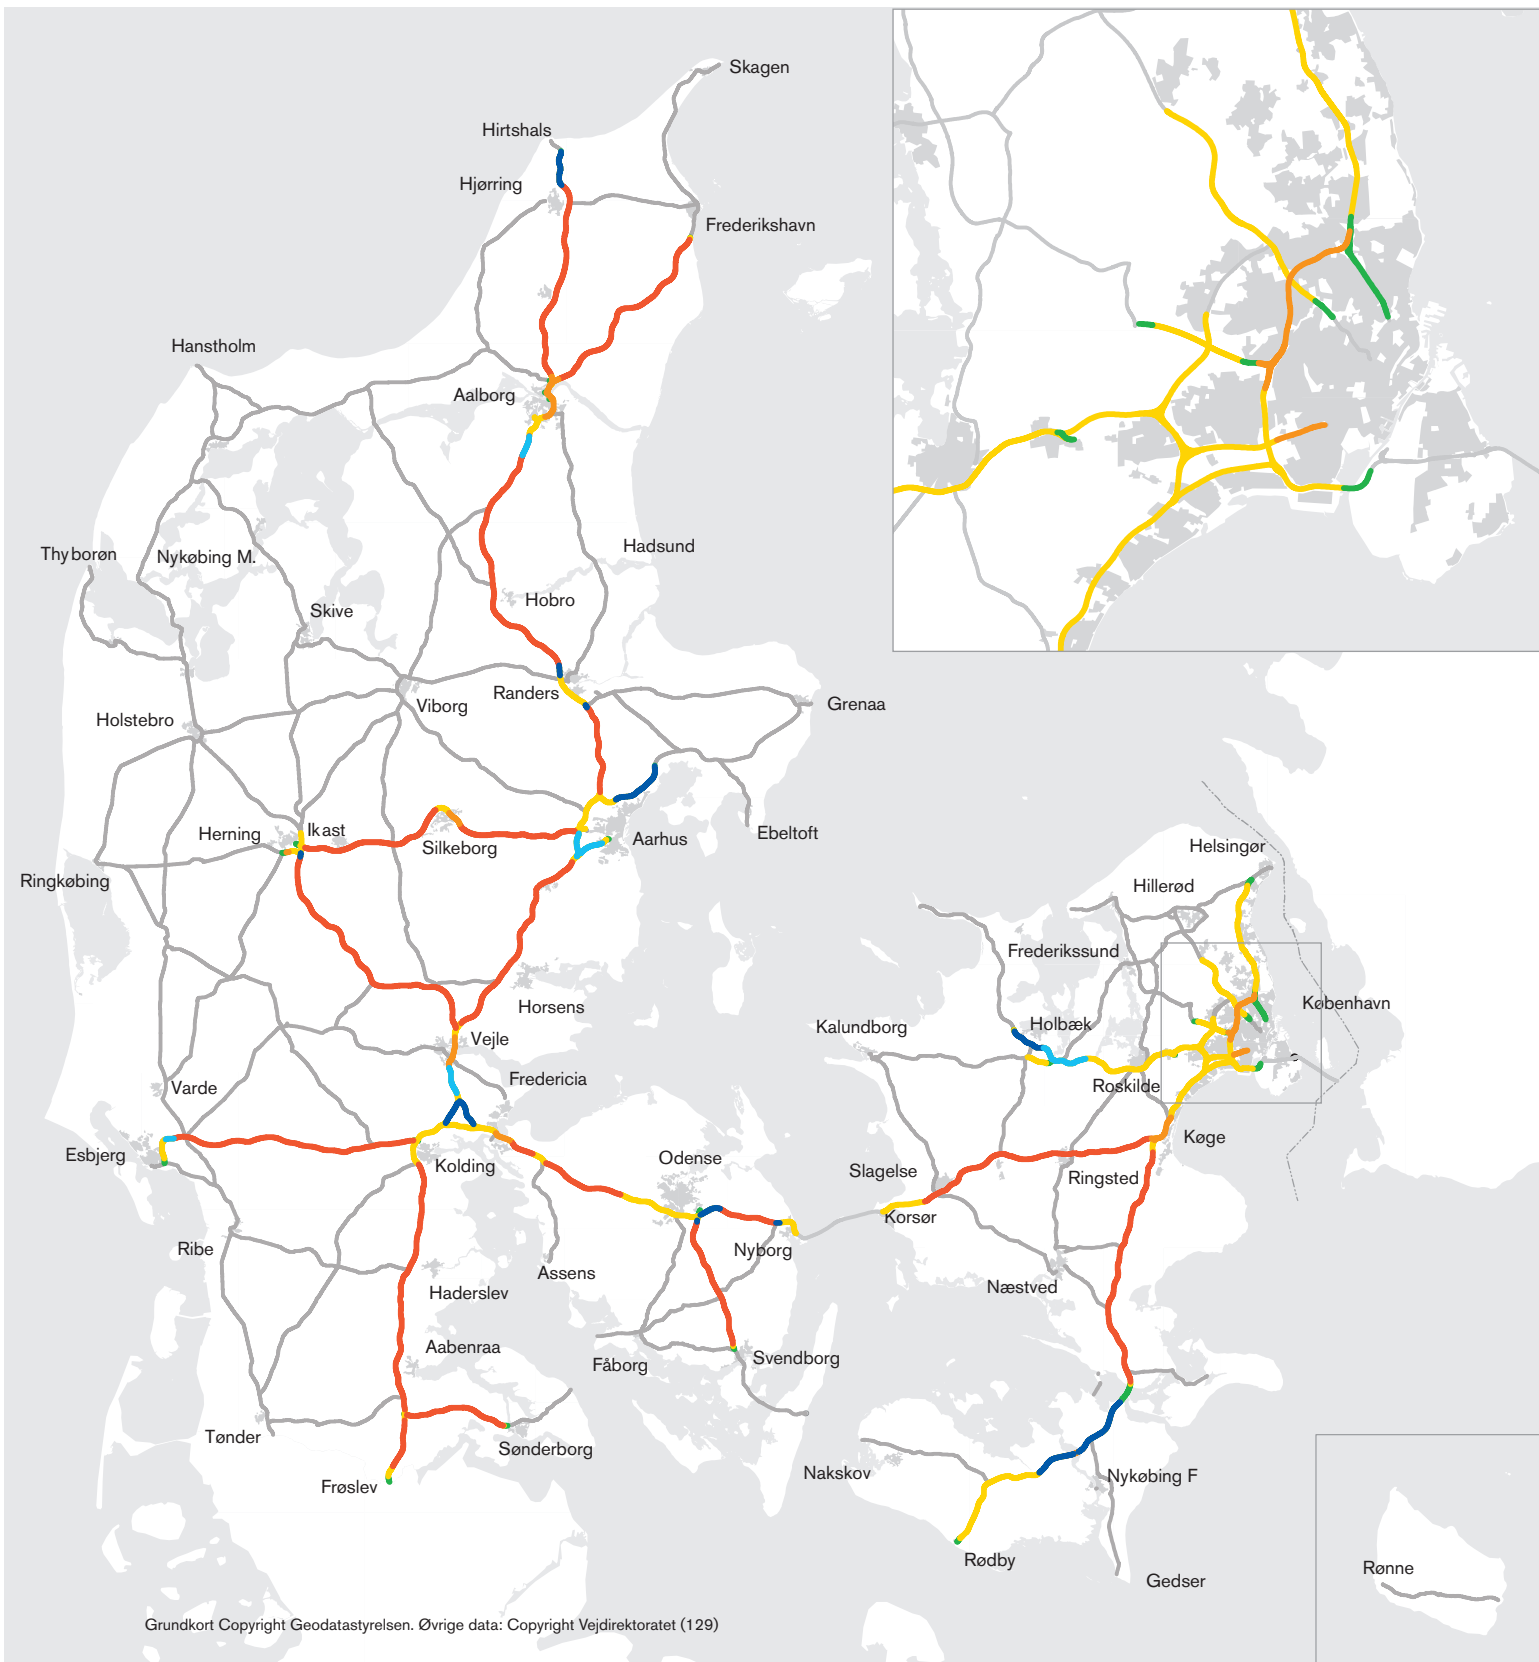 Skagen
Hirtshals
Hjørring
Frederikshavn
Hanstholm
Aalborg
Thyborøn
Nykøbing M.
Hadsund
Hobro
Skive
Randers
Viborg
Grenaa
Holstebro
Herning
Ikast
Silkeborg
Aarhus
Ebeltoft
Ringkøbing
Helsingør
Hillerød
Frederikssund
København
Horsens
Kalundborg
Holbæk
Vejle
Fredericia
Varde
Roskilde
Køge
Esbjerg
Kolding
Odense
Slagelse
Ringsted
Korsør
Ribe
Nyborg
Assens
Næstved
Haderslev
Aabenraa
Fåborg
Svendborg
Tønder
Sønderborg
Nakskov
Nykøbing F
Frøslev
Rødby
Rønne
Gedser
Grundkort Copyright Geodatastyrelsen. Øvrige data: Copyright Vejdirektoratet (129)